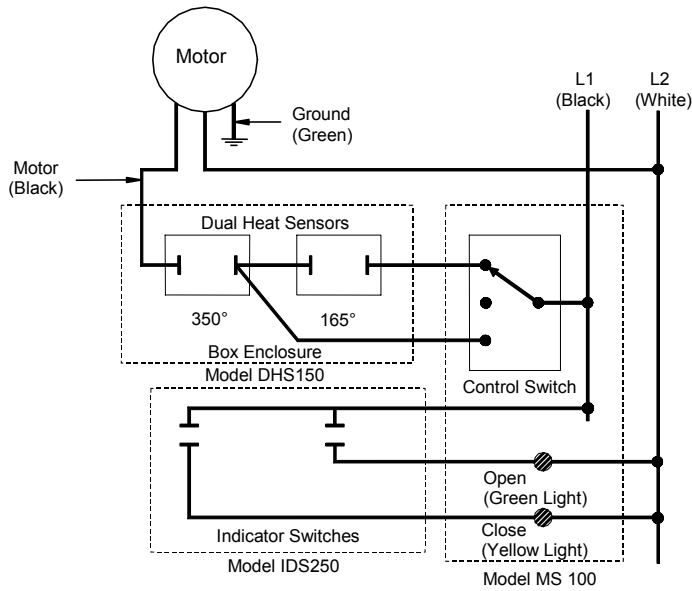 Motor
L1
(Black)
L2
(White)
Ground
(Green)
Motor
(Black)
Dual Heat Sensors
350°
165°
Box Enclosure
Model DHS150
Control Switch
Open
(Green Light)
Indicator Switches
Close
(Yellow Light)
Model IDS250
Model MS 100